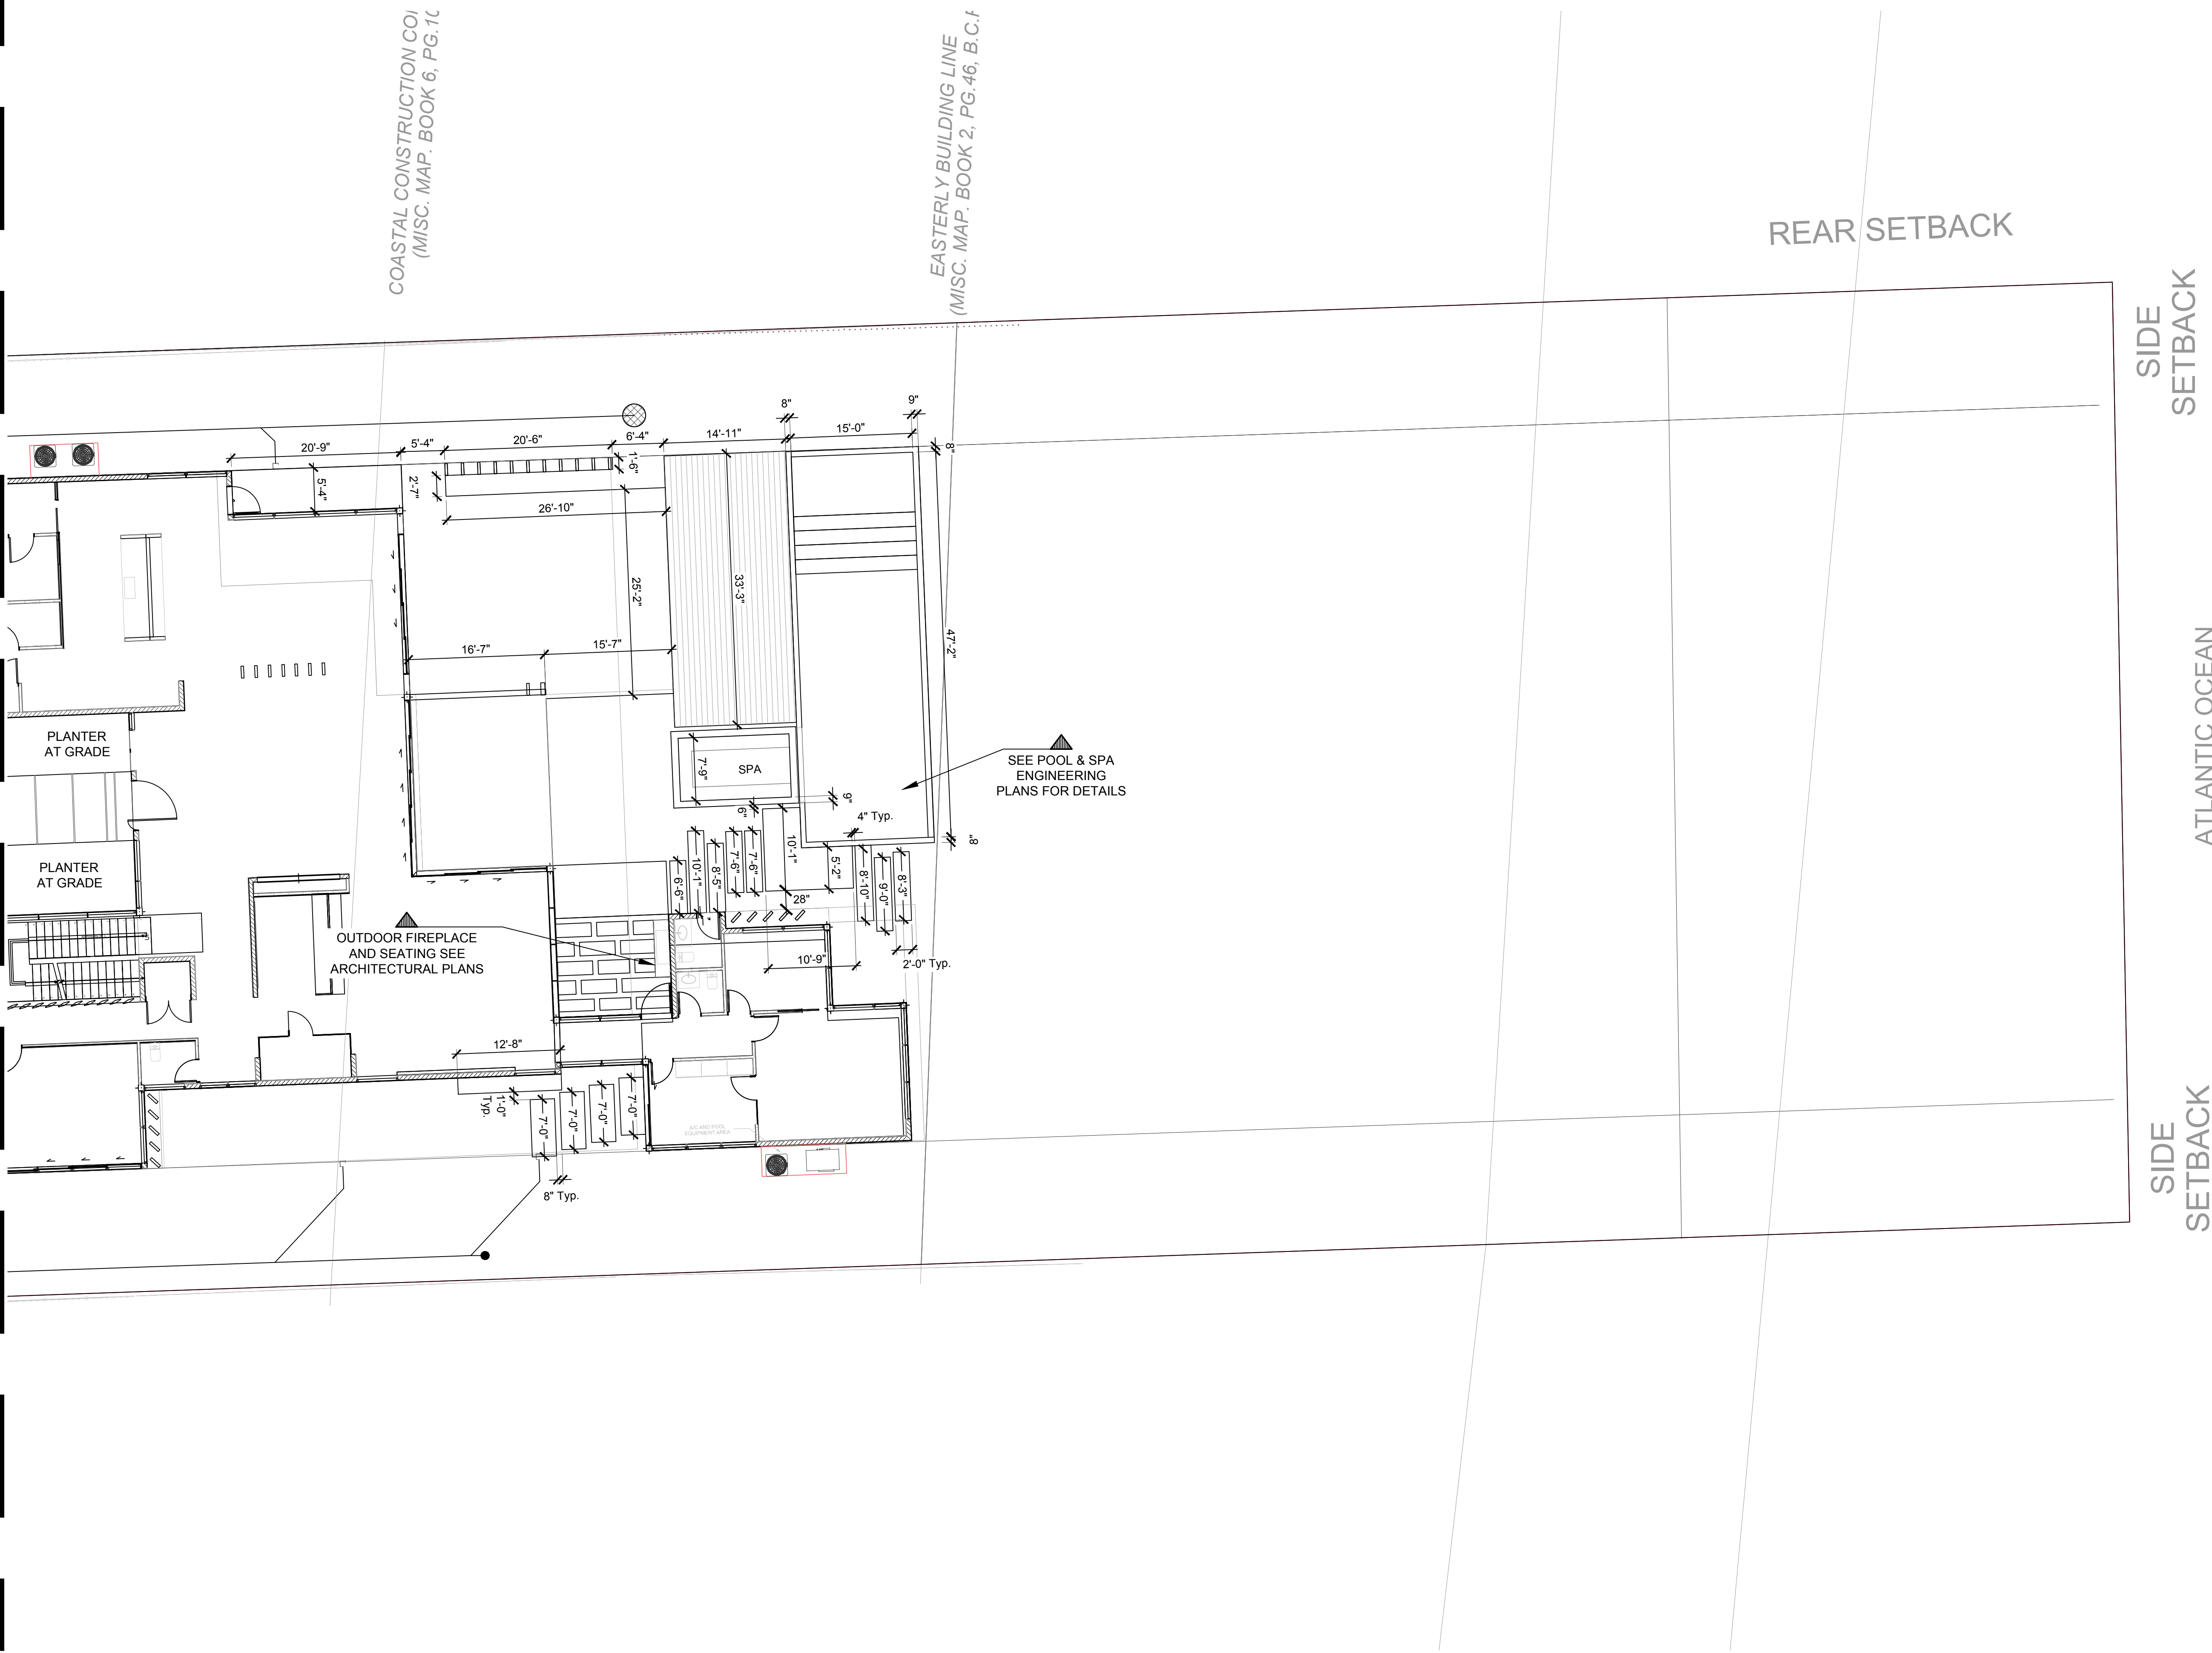 COASTAL CONSTRUCTION
(MISC. MAP. BOOK 6, PG.10
EASTERLY BUILDING LINE
(MISC. MAP. BOOK 2, PG.46, B.C.
REAR SETBACK
SIDE
SETBACK
ATLANTIC OCEAN
SIDE
SETBACK
8"
9"
20'-9"
5'-4"
20'-6"
6'-4"
14'-11"
15'-0"
8"
1'-6"
5'-4"
2'-7"
26'-10"
25'-2"
33'-3"
16'-7"
15'-7"
47'-2"
PLANTER
AT GRADE
SPA
7'-9"
SEE POOL & SPA
ENGINEERING
PLANS FOR DETAILS
9"
6"
4" Typ.
8"
PLANTER
AT GRADE
6'-6"
10'-1"
8'-5"
7'-6"
7'-6"
10'-1"
5'-2"
8'-10"
9'-0"
8'-3"
28"
OUTDOOR FIREPLACE
AND SEATING SEE
ARCHITECTURAL PLANS
10'-9"
2'-0" Typ.
12'-8"
1'-0"
Typ.
7'-0"
7'-0"
7'-0"
7'-0"
A/C AND POOL
EQUIPMENT AREA
8" Typ.